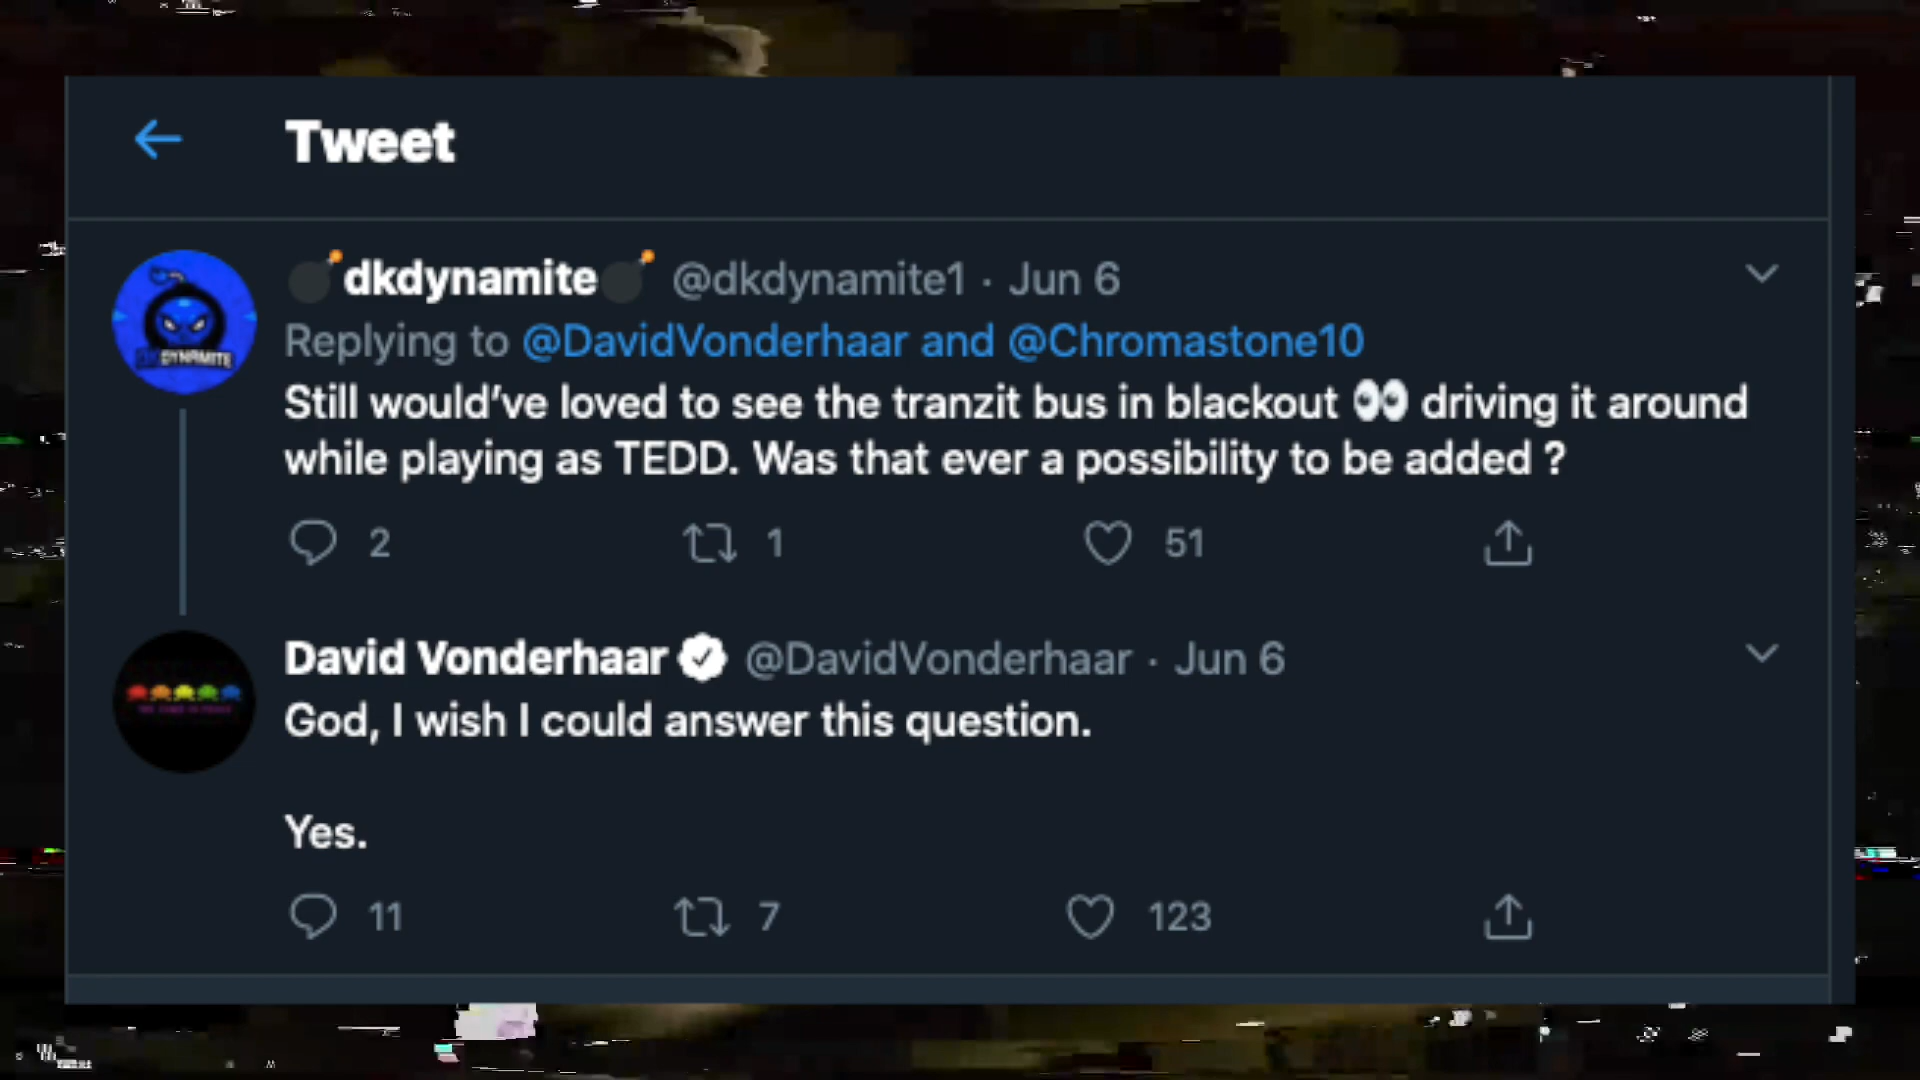 Tweet
dkdynamite @dkdynamite1 · Jun 6
Replying to @DavidVonderhaar and @Chromastone10
Still would've loved to see the tranzit bus in blackout 👀 driving it around
while playing as TEDD. Was that ever a possibility to be added ?
2 1 51
DYNAMITE
David Vonderhaar @DavidVonderhaar · Jun 6
God, I wish I could answer this question.
Yes.
11 7 123